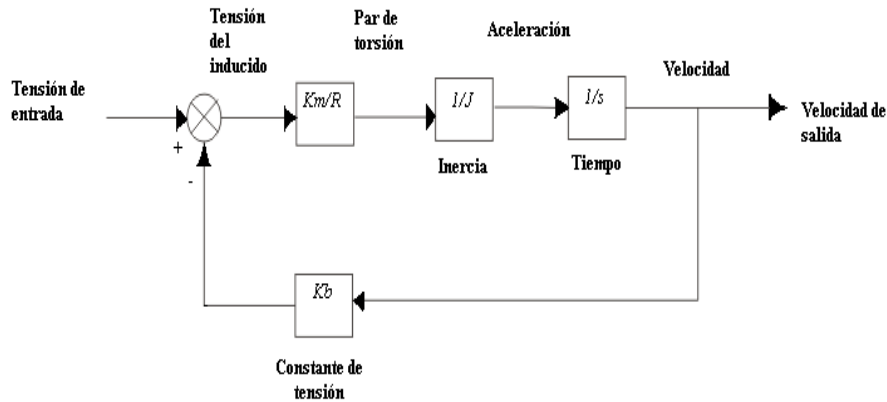 Tensión
del
inducido
Par de
torsión
Aceleración
Velocidad
Tensión de
entrada
Km/R
1/J
1/s
Velocidad de
salida
+
-
Inercia
Tiempo
Kb
Constante de
tensión